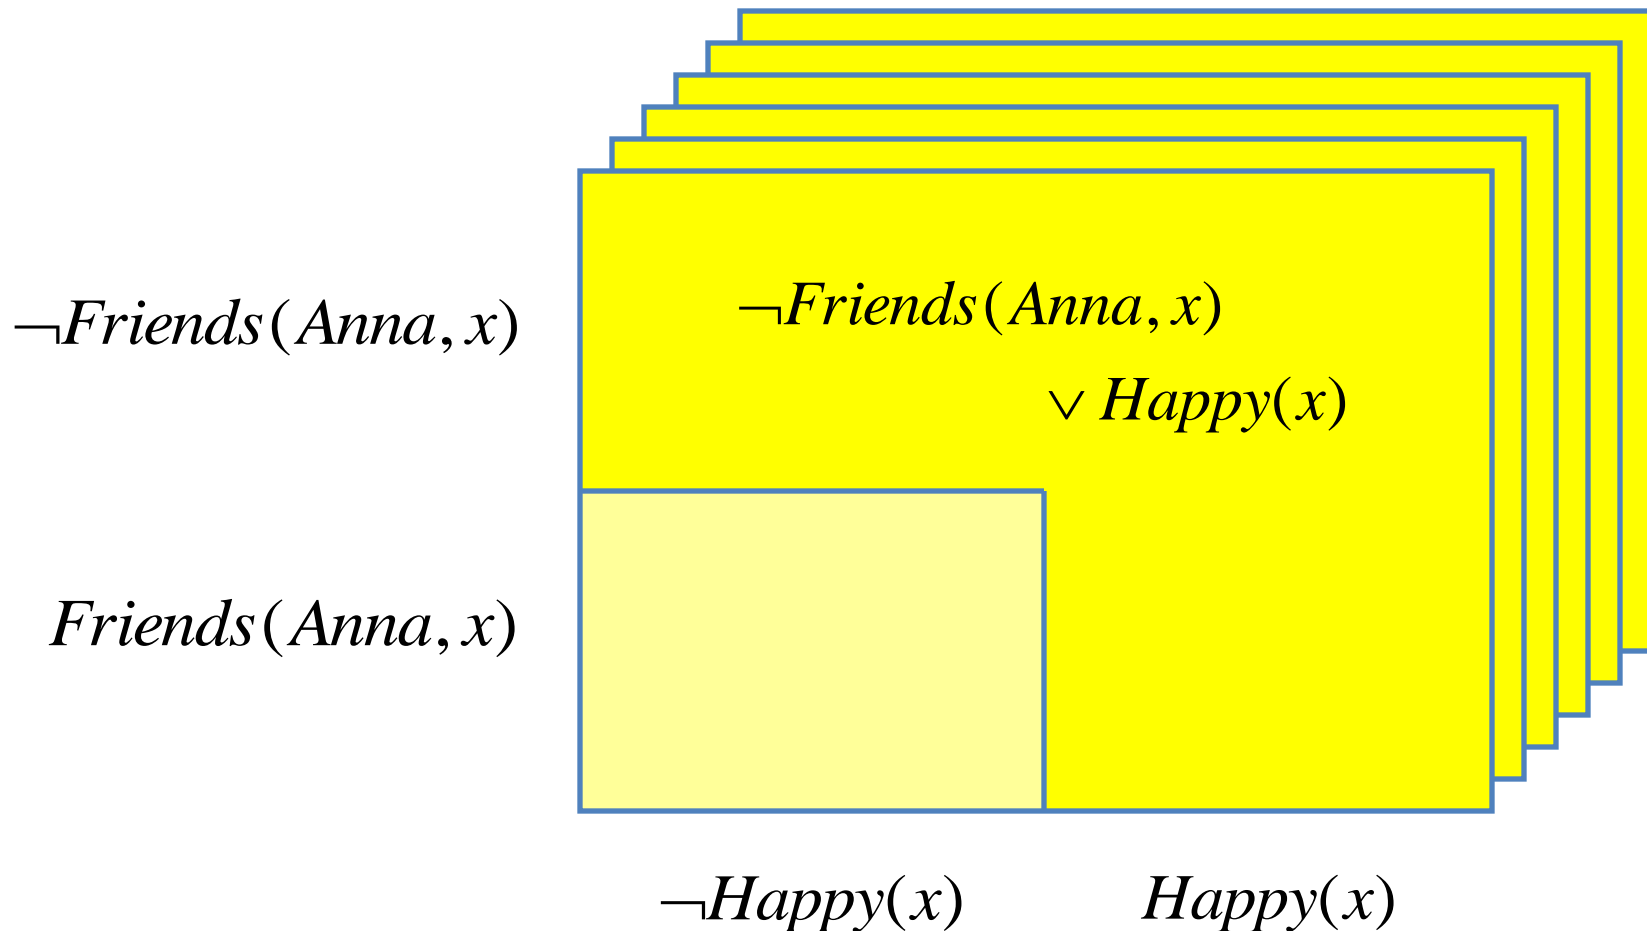 ¬Friends(Anna, x)
∨ Happy(x)
¬Friends(Anna, x)
Friends(Anna, x)
¬Happy(x) Happy(x)